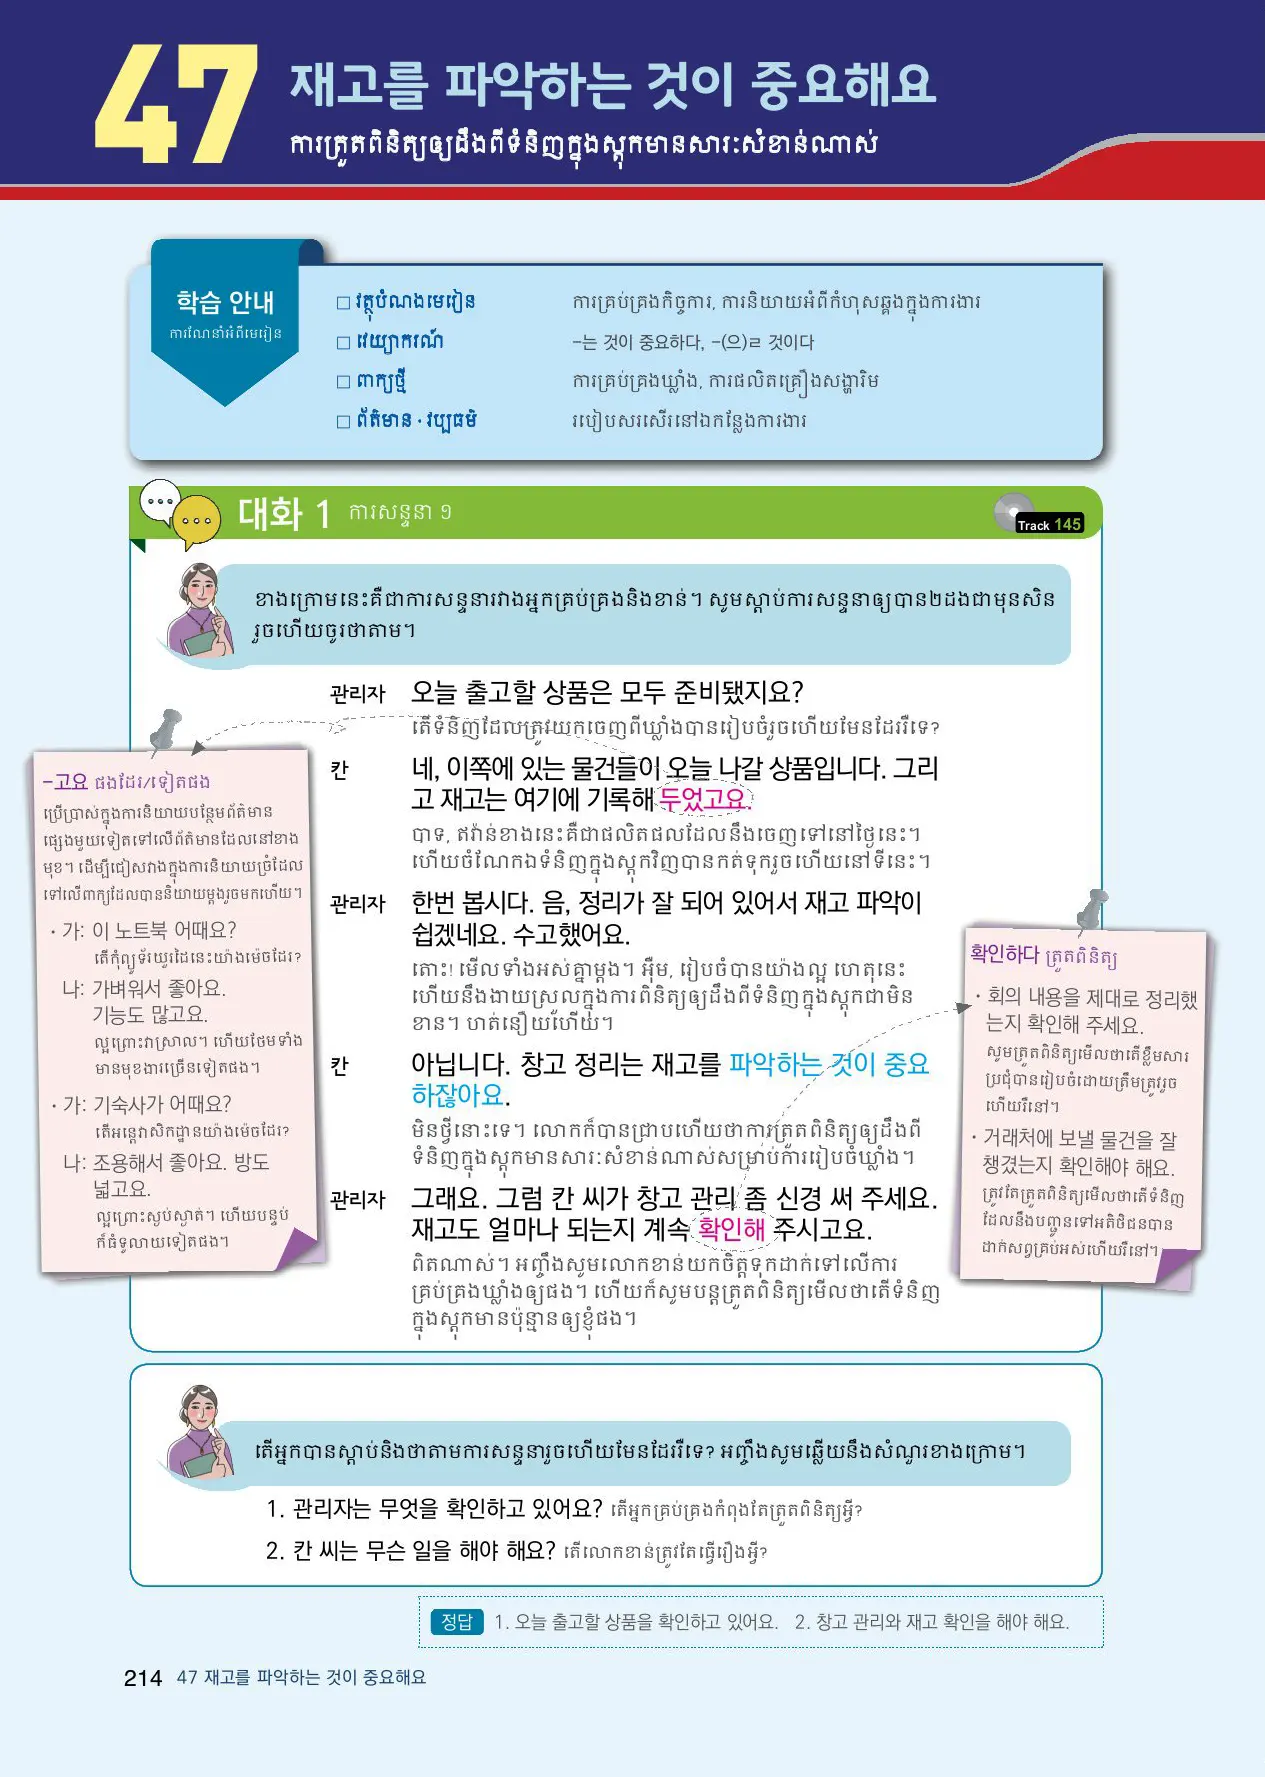 47
재고를 파악하는 것이 중요해요
ការត្រួតពិនិត្យឲ្យដឹងពីទំនិញក្នុងស្តុកមានសារៈសំខាន់ណាស់
학습 안내
ការណែនាំអំពីមេរៀន
□ វត្ថុបំណងមេរៀន ការគ្រប់គ្រងកិច្ចការ, ការនិយាយអំពីកំហុសឆ្គងក្នុងការងារ
□ វេយ្យាករណ៍ -는 것이 중요하다, -(으)ㄹ 것이다
□ ពាក្យថ្មី ការគ្រប់គ្រងឃ្លាំង, ការផលិតគ្រឿងសង្ហារិម
□ ព័ត៌មាន · វប្បធម៌ របៀបសរសើរនៅឯកន្លែងការងារ
대화 1 ការសន្ទនា ១
Track 145
ខាងក្រោមនេះគឺជាការសន្ទនារវាងអ្នកគ្រប់គ្រងនិងខាន់។ សូមស្តាប់ការសន្ទនាឲ្យបាន២ដងជាមុនសិន
រួចហើយចូរថាតាម។
관리자 오늘 출고할 상품은 모두 준비됐지요?
តើទំនិញដែលត្រូវយកចេញពីឃ្លាំងបានរៀបចំរួចហើយមែនដែររឺទេ?
칸 네, 이쪽에 있는 물건들이 오늘 나갈 상품입니다. 그리
고 재고는 여기에 기록해 두었고요.
បាទ, ឥវ៉ាន់ខាងនេះគឺជាផលិតផលដែលនឹងចេញទៅនៅថ្ងៃនេះ។
ហើយចំណែកឯទំនិញក្នុងស្តុកវិញបានកត់ទុករួចហើយនៅទីនេះ។
관리자 한번 봅시다. 음, 정리가 잘 되어 있어서 재고 파악이
쉽겠네요. 수고했어요.
តោះ! មើលទាំងអស់គ្នាម្តង។ អ៊ឹម, រៀបចំបានយ៉ាងល្អ ហេតុនេះ
ហើយនឹងងាយស្រួលក្នុងការពិនិត្យឲ្យដឹងពីទំនិញក្នុងស្តុកជាមិន
ខាន។ ហត់នឿយហើយ។
칸 아닙니다. 창고 정리는 재고를 파악하는 것이 중요
하잖아요.
មិនថ្វីនោះទេ។ លោកក៏បានជ្រាបហើយថាការត្រួតពិនិត្យឲ្យដឹងពី
ទំនិញក្នុងស្តុកមានសារៈសំខាន់ណាស់សម្រាប់ការរៀបចំឃ្លាំង។
관리자 그래요. 그럼 칸 씨가 창고 관리 좀 신경 써 주세요.
재고도 얼마나 되는지 계속 확인해 주시고요.
ពិតណាស់។ អញ្ចឹងសូមលោកខាន់យកចិត្តទុកដាក់ទៅលើការ
គ្រប់គ្រងឃ្លាំងឲ្យផង។ ហើយក៏សូមបន្តត្រួតពិនិត្យមើលថាតើទំនិញ
ក្នុងស្តុកមានប៉ុន្មានឲ្យខ្ញុំផង។
-고요 ផងដែរ/ទៀតផង
ប្រើប្រាស់ក្នុងការនិយាយបន្ថែមព័ត៌មាន
ផ្សេងមួយទៀតទៅលើព័ត៌មានដែលនៅខាង
មុខ។ ដើម្បីជៀសវាងក្នុងការនិយាយច្រំដែល
ទៅលើពាក្យដែលបាននិយាយម្តងរួចមកហើយ។
· 가: 이 노트북 어때요?
តើកុំព្យូទ័រយួរដៃនេះយ៉ាងម៉េចដែរ?
나: 가벼워서 좋아요.
기능도 많고요.
ល្អព្រោះវាស្រាល។ ហើយថែមទាំង
មានមុខងារច្រើនទៀតផង។
· 가: 기숙사가 어때요?
តើអន្តេវាសិកដ្ឋានយ៉ាងម៉េចដែរ?
나: 조용해서 좋아요. 방도
넓고요.
ល្អព្រោះស្ងប់ស្ងាត់។ ហើយបន្ទប់
ក៏ធំទូលាយទៀតផង។
확인하다 ត្រួតពិនិត្យ
· 회의 내용을 제대로 정리했
는지 확인해 주세요.
សូមត្រួតពិនិត្យមើលថាតើខ្លឹមសារ
ប្រជុំបានរៀបចំដោយត្រឹមត្រូវរួច
ហើយរឺនៅ។
· 거래처에 보낼 물건을 잘
챙겼는지 확인해야 해요.
ត្រូវតែត្រួតពិនិត្យមើលថាតើទំនិញ
ដែលនឹងបញ្ជូនទៅអតិថិជនបាន
ដាក់សព្វគ្រប់អស់ហើយរឺនៅ។
តើអ្នកបានស្តាប់និងថាតាមការសន្ទនារួចហើយមែនដែររឺទេ? អញ្ចឹងសូមឆ្លើយនឹងសំណួរខាងក្រោម។
1. 관리자는 무엇을 확인하고 있어요? តើអ្នកគ្រប់គ្រងកំពុងតែត្រួតពិនិត្យអ្វី?
2. 칸 씨는 무슨 일을 해야 해요? តើលោកខាន់ត្រូវតែធ្វើរឿងអ្វី?
정답 1. 오늘 출고할 상품을 확인하고 있어요. 2. 창고 관리와 재고 확인을 해야 해요.
214 47 재고를 파악하는 것이 중요해요